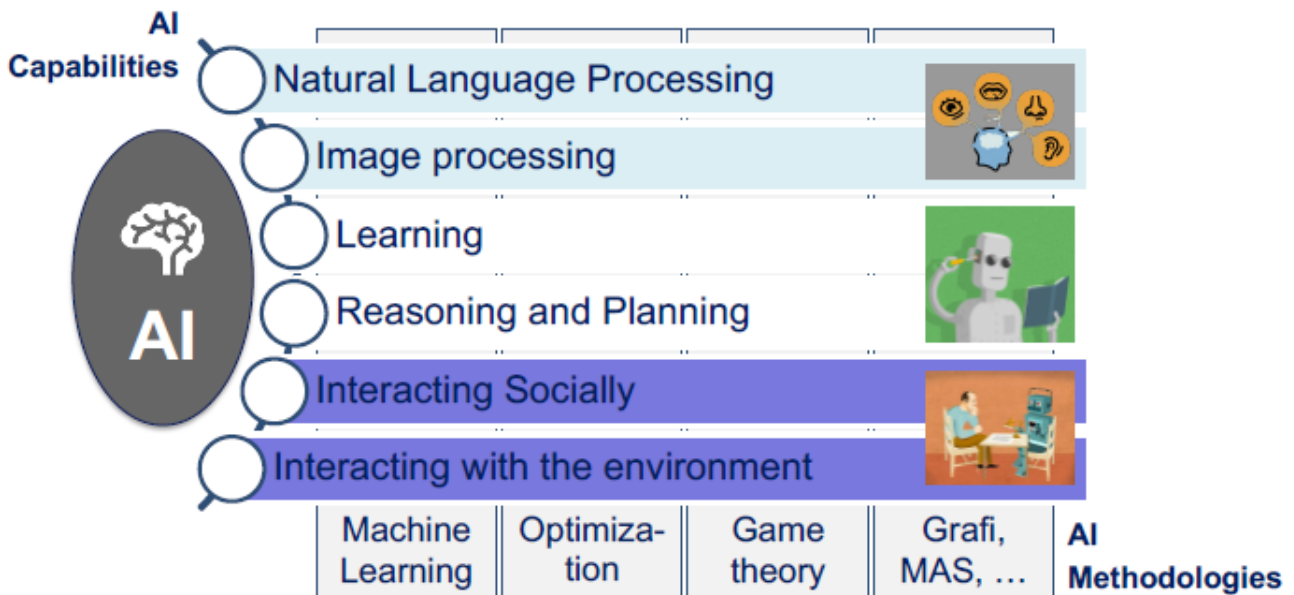 AI
Capabilities
Natural Language Processing
Image processing
Learning
Reasoning and Planning
Interacting Socially
Interacting with the environment
AI
Machine
Learning
Optimiza-
tion
Game
theory
Grafi,
MAS, ...
AI
Methodologies